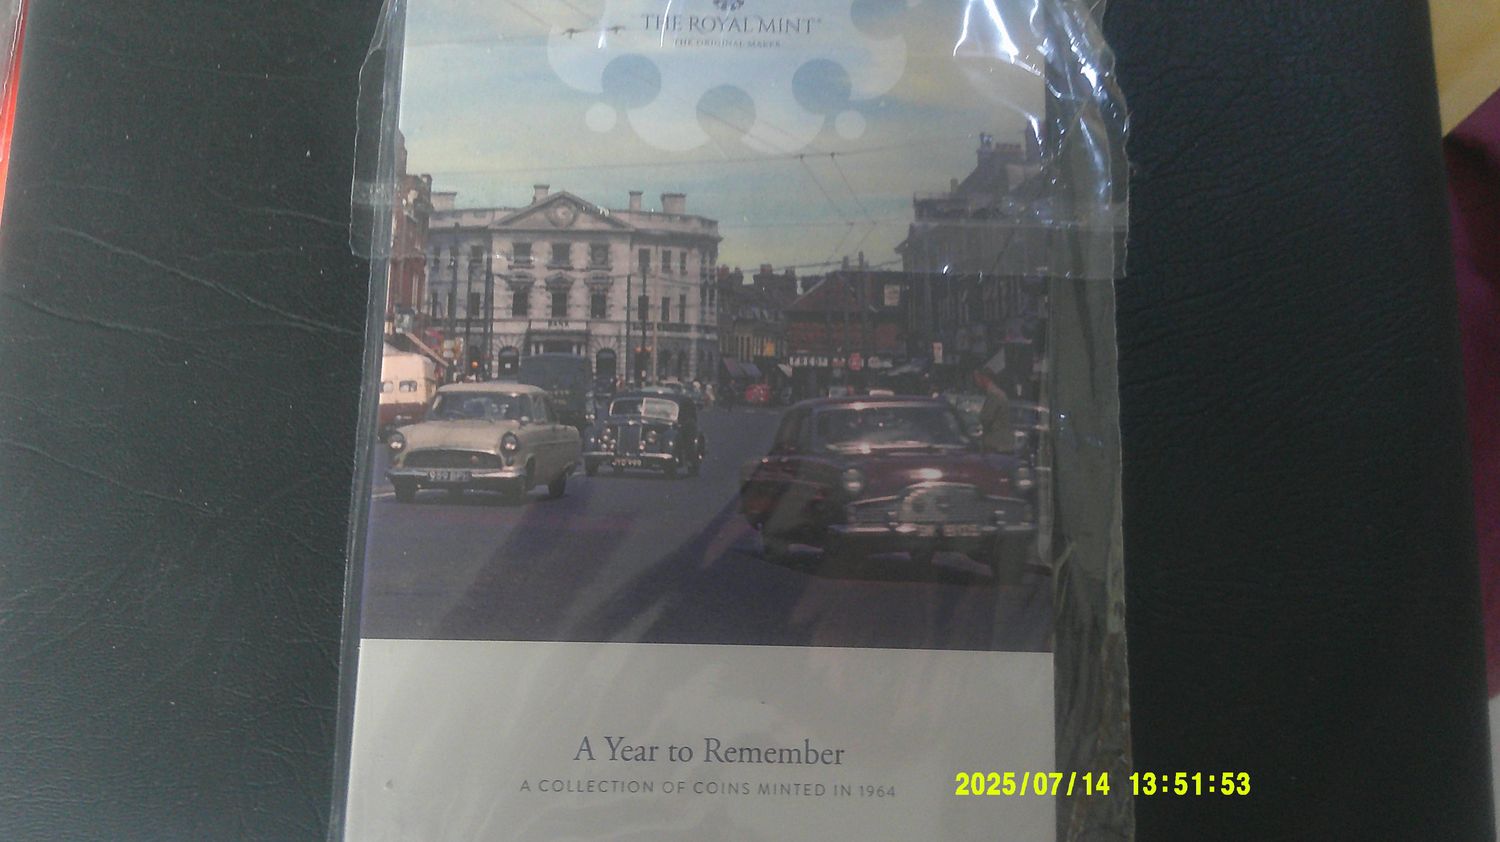 THE ROYAL MINT®
THE ORIGINAL MAKER
BANK
A Year to Remember
A COLLECTION OF COINS MINTED IN 1964
2025/07/14 13:51:53